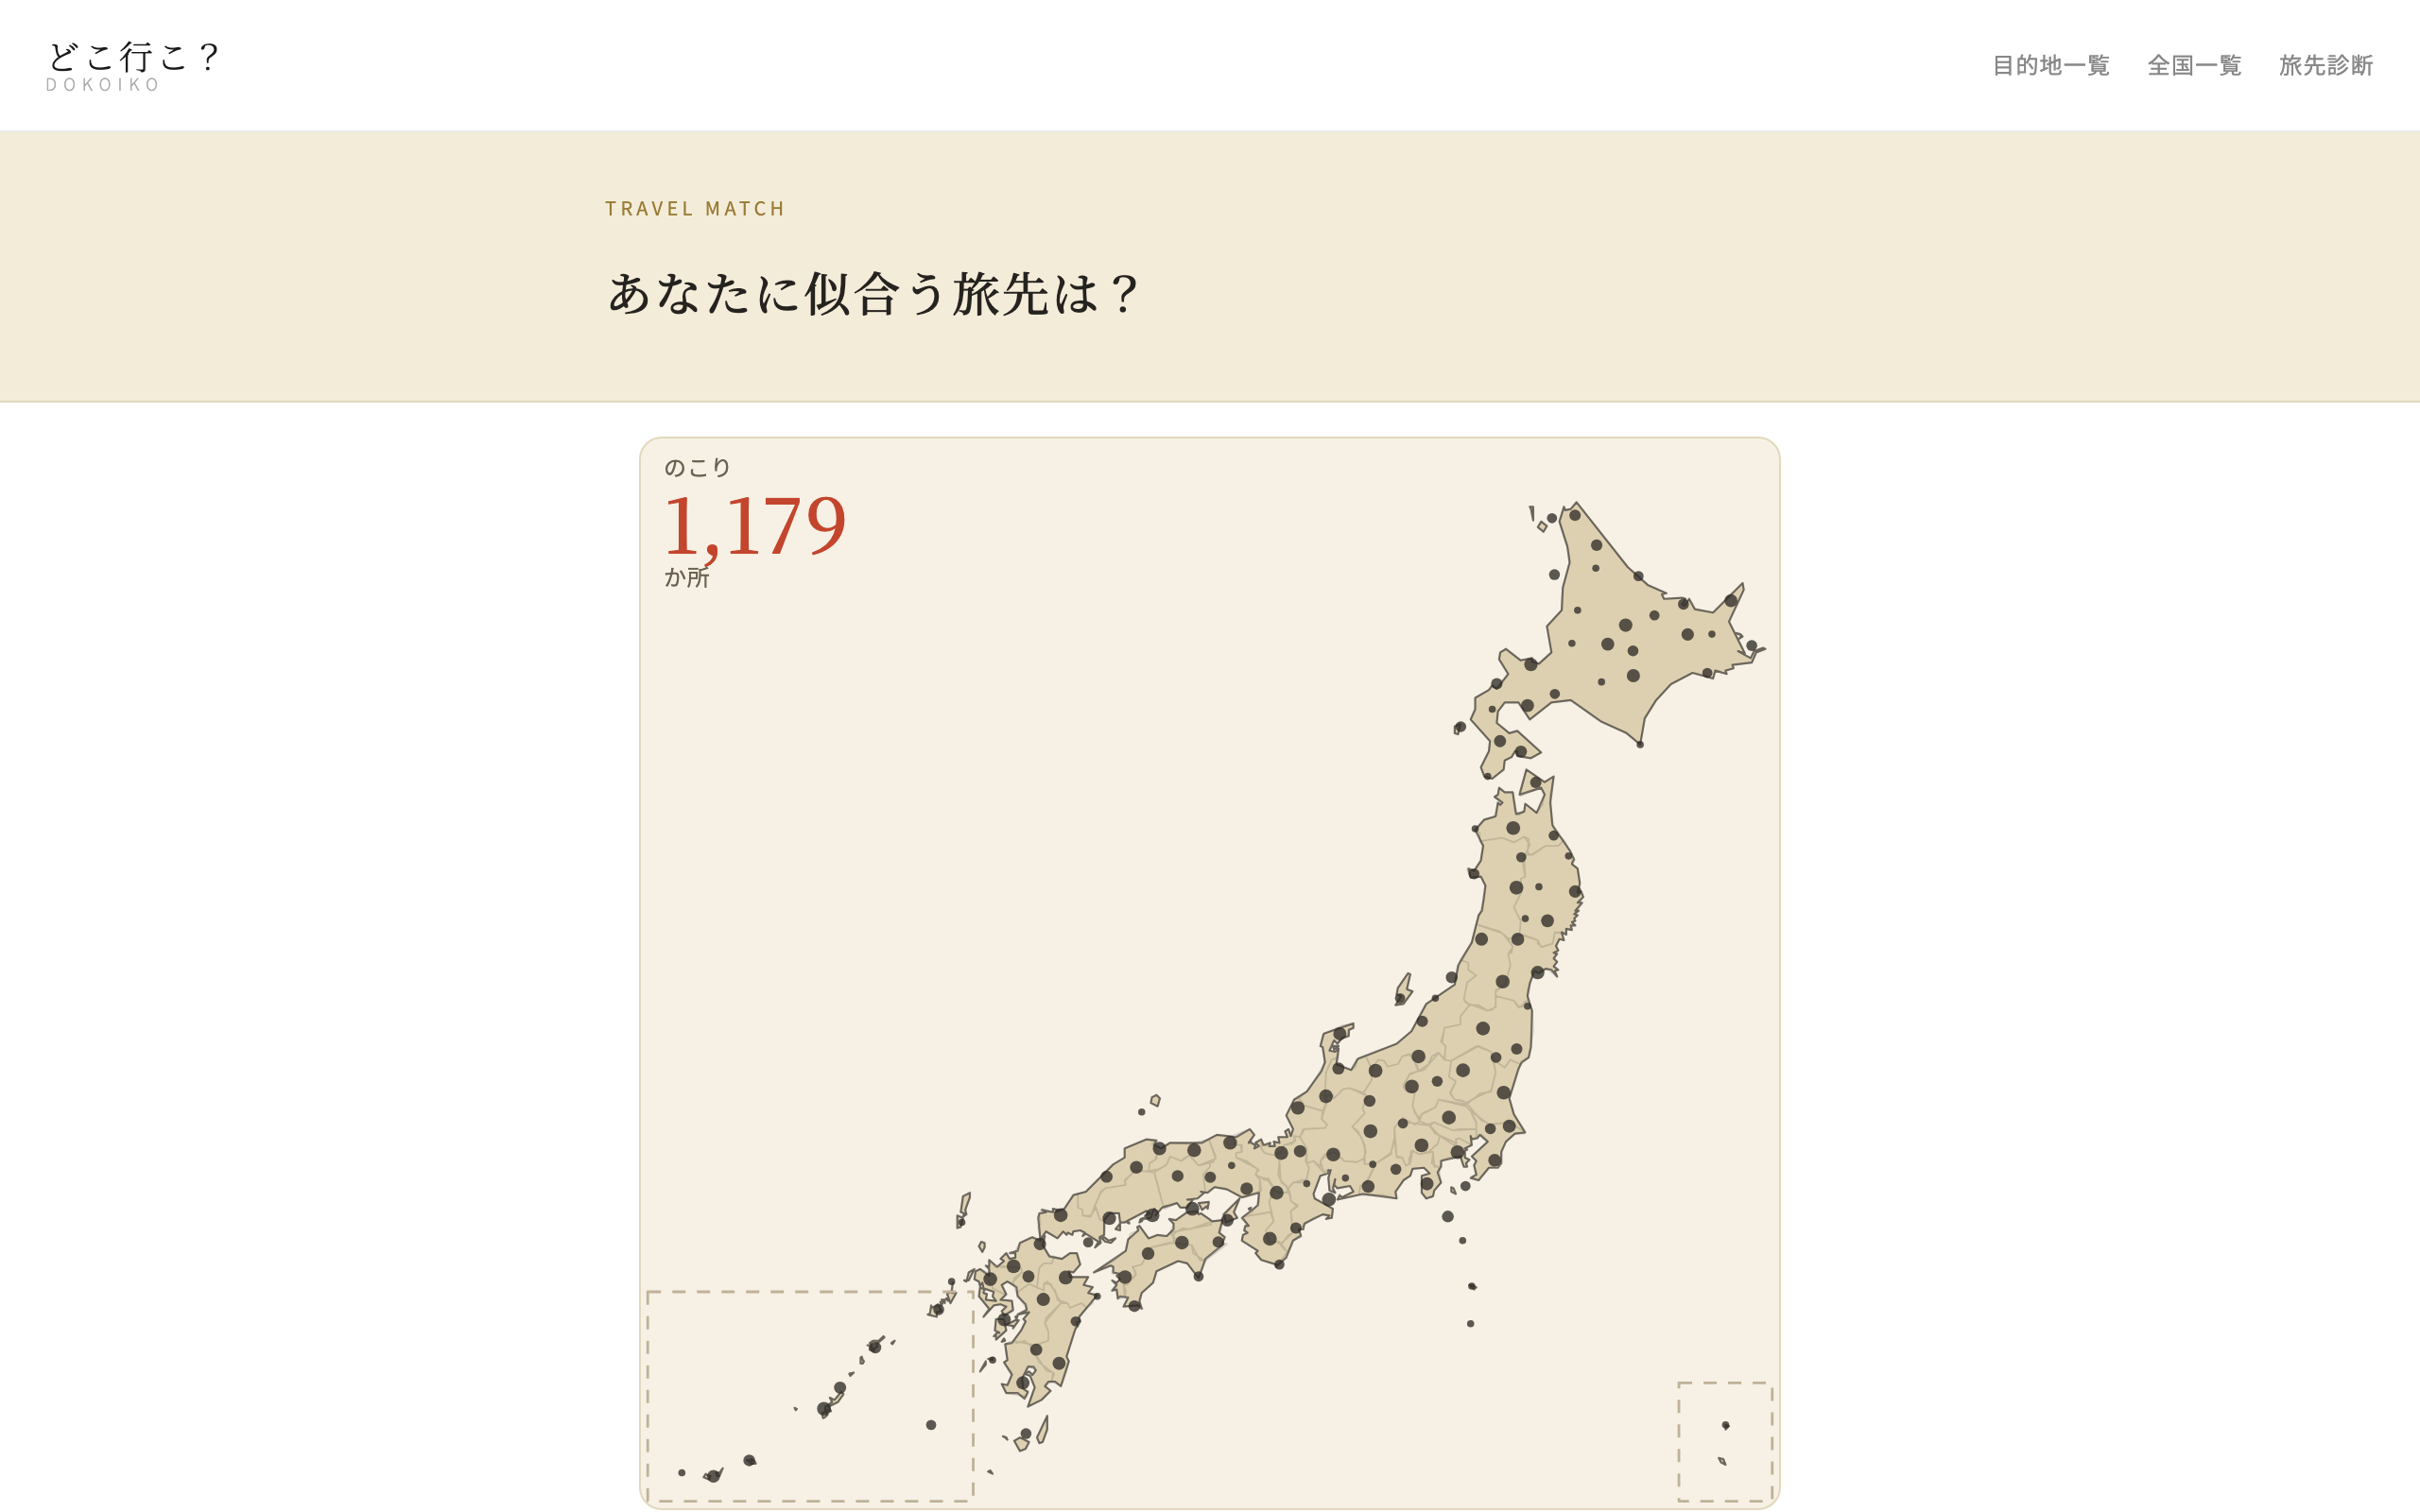 どこ行こ？
DOKOIKO
目的地一覧 全国一覧 旅先診断
TRAVEL MATCH
あなたに似合う旅先は？
のこり
1,179
か所